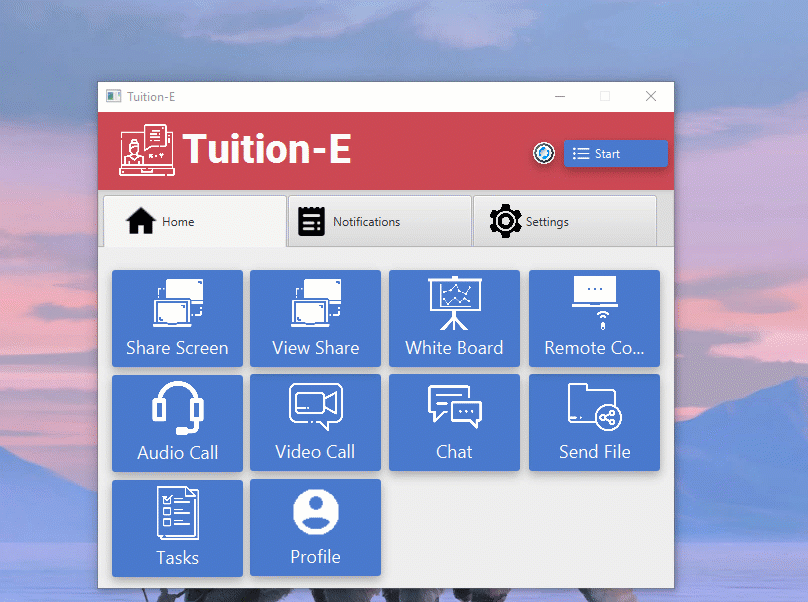 Tuition-E
Tuition-E
Start
Home Notifications Settings
Share Screen View Share White Board Remote Co...
Audio Call Video Call Chat Send File
Tasks Profile